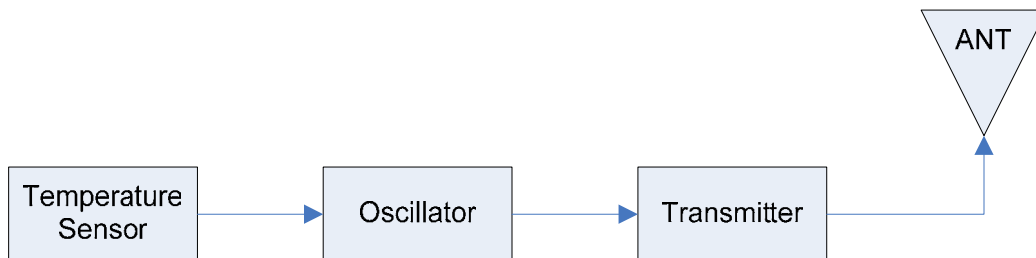 ANT
Temperature
Sensor
Oscillator
Transmitter